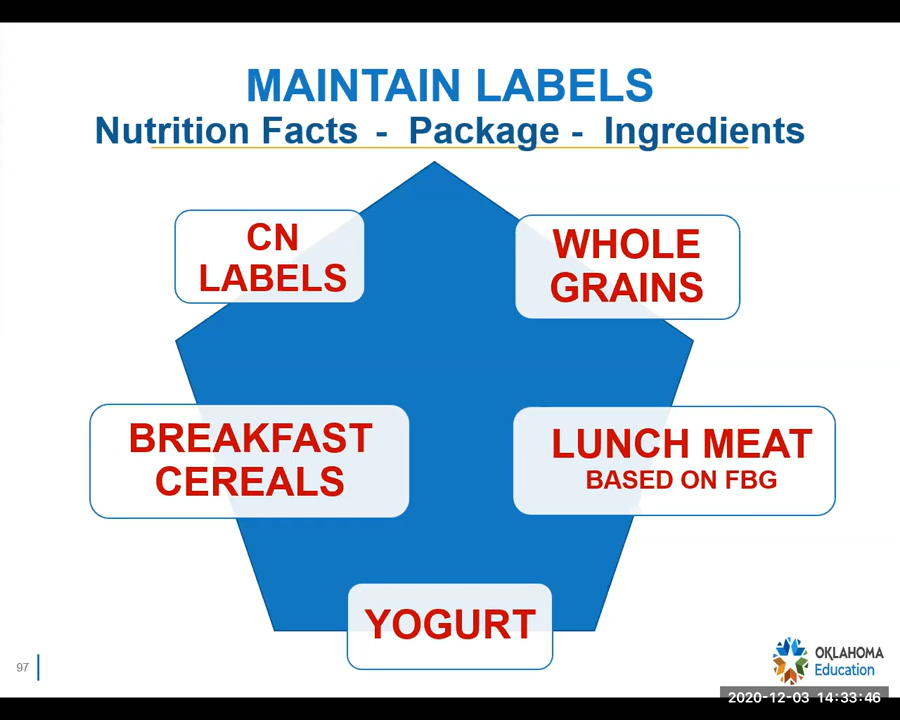 MAINTAIN LABELS
Nutrition Facts - Package - Ingredients
CN
LABELS
WHOLE
GRAINS
BREAKFAST
CEREALS
LUNCH MEAT
BASED ON FBG
YOGURT
97
OKLAHOMA
Education
2020-12-03 14:33:46